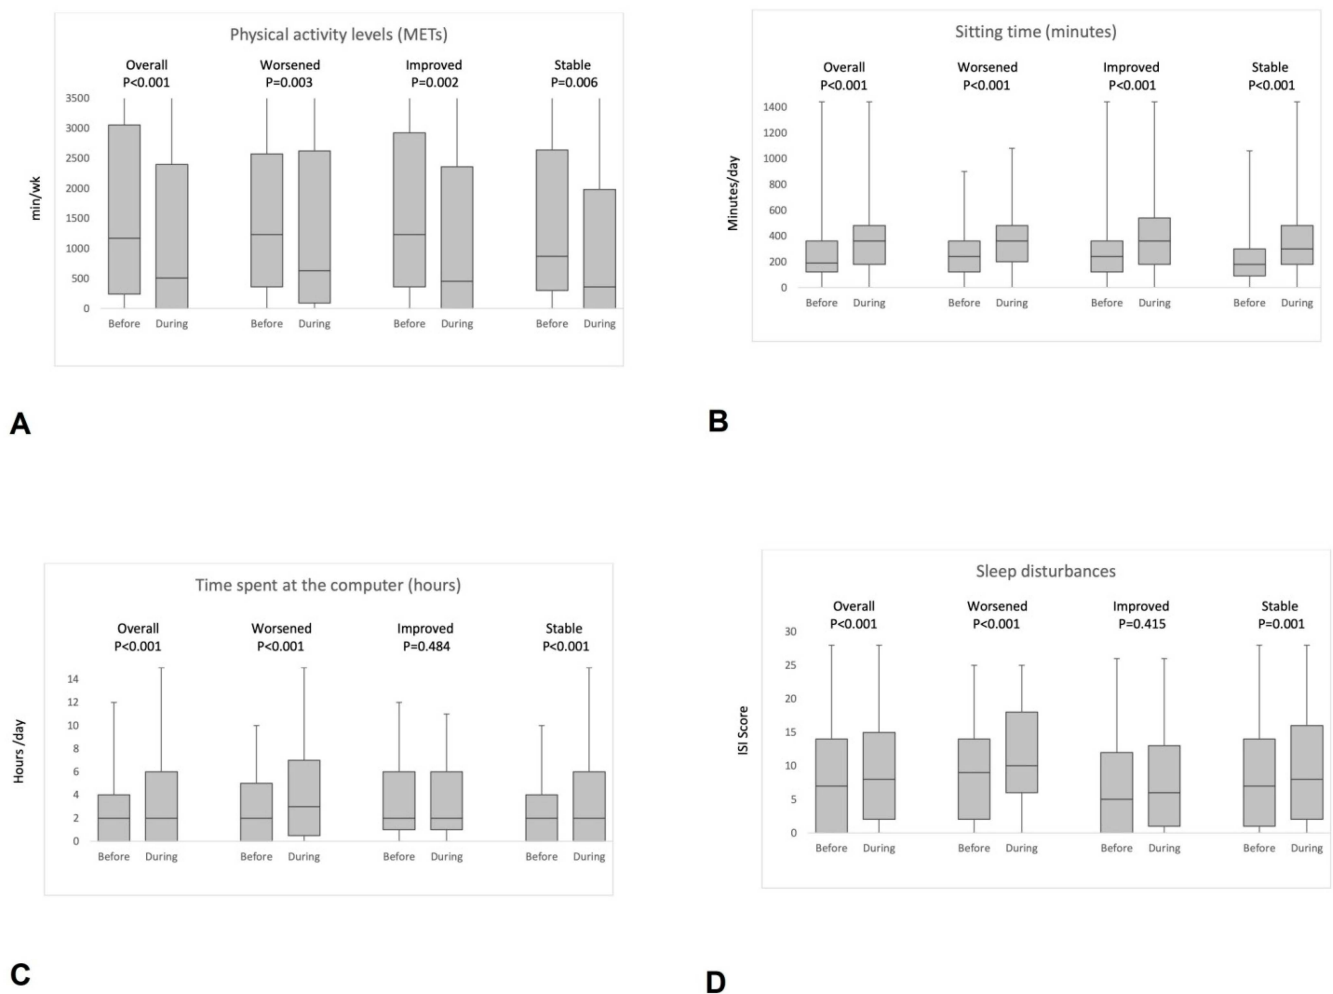 Physical activity levels (METs)
Overall Worsened Improved Stable
P<0.001 P=0.003 P=0.002 P=0.006
min/wk
3500
3000
2500
2000
1500
1000
500
0
Before During Before During Before During Before During
A
Sitting time (minutes)
Overall Worsened Improved Stable
P<0.001 P<0.001 P<0.001 P<0.001
Minutes/day
1400
1200
1000
800
600
400
200
0
Before During Before During Before During Before During
B
Time spent at the computer (hours)
Overall Worsened Improved Stable
P<0.001 P<0.001 P=0.484 P<0.001
Hours /day
14
12
10
8
6
4
2
0
Before During Before During Before During Before During
C
Sleep disturbances
Overall Worsened Improved Stable
P<0.001 P<0.001 P=0.415 P=0.001
ISI Score
30
25
20
15
10
5
0
Before During Before During Before During Before During
D